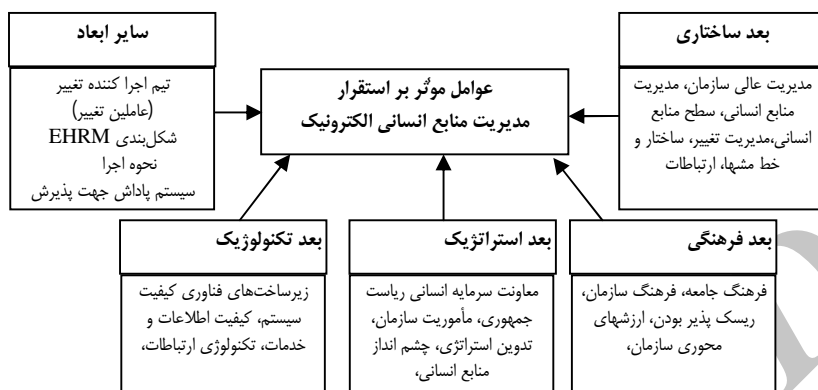 بعد ساختاری
مدیریت عالی سازمان، مدیریت
منابع انسانی، سطح منابع
انسانی،مدیریت تغییر، ساختار و
خط مشها، ارتباطات
عوامل موثر بر استقرار
مدیریت منابع انسانی الکترونیک
سایر ابعاد
تیم اجرا کننده تغییر
(عاملین تغییر)
شکل‌بندی EHRM
نحوه اجرا
سیستم پاداش جهت پذیرش
بعد فرهنگی
فرهنگ جامعه، فرهنگ سازمان،
ریسک پذیر بودن، ارزشهای
محوری سازمان،
بعد استراتژیک
معاونت سرمایه انسانی ریاست
جمهوری، مأموریت سازمان،
تدوین استراتژی، چشم انداز
منابع انسانی،
بعد تکنولوژیک
زیرساخت‌های فناوری کیفیت
سیستم، کیفیت اطلاعات و
خدمات، تکنولوژی ارتباطات،